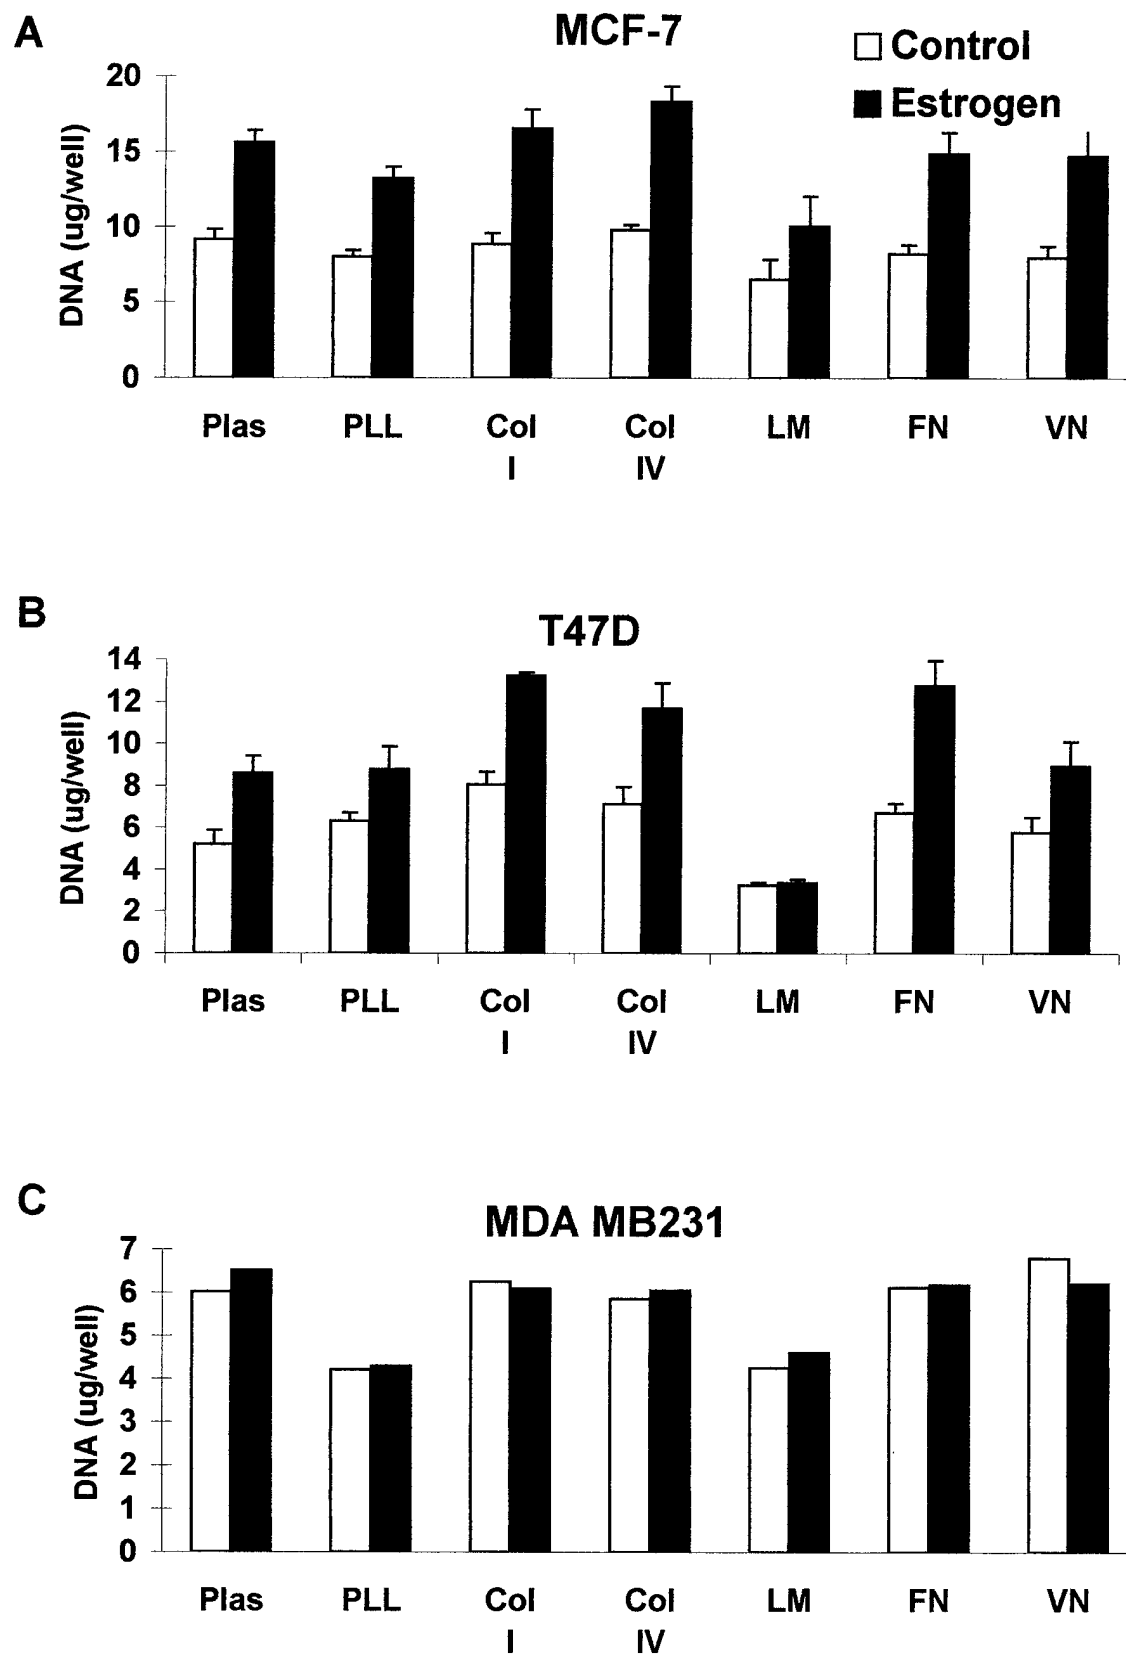 A
MCF-7
Control
Estrogen
DNA (ug/well)
20
15
10
5
0
Plas PLL Col I Col IV LM FN VN
B
T47D
DNA (ug/well)
14
12
10
8
6
4
2
0
Plas PLL Col I Col IV LM FN VN
C
MDA MB231
DNA (ug/well)
7
6
5
4
3
2
1
0
Plas PLL Col I Col IV LM FN VN